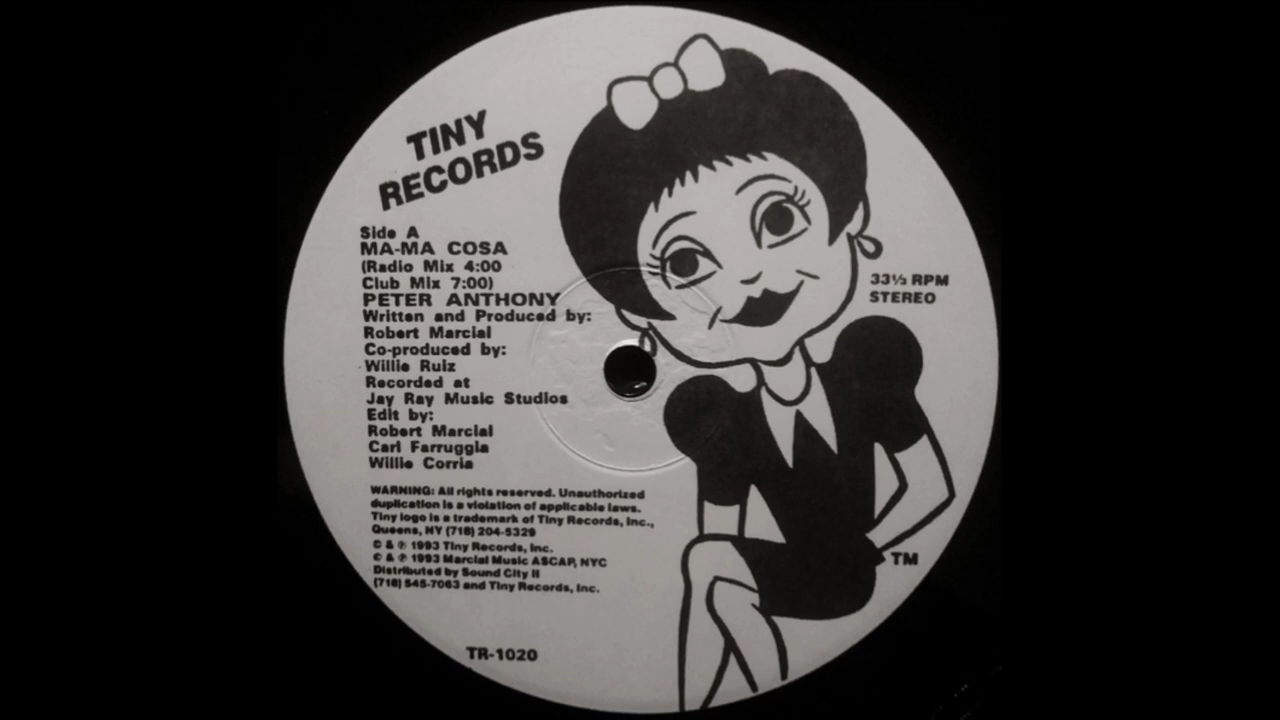 TINY
RECORDS
Side A
MA-MA COSA
(Radio Mix 4:00
Club Mix 7:00)
PETER ANTHONY
Written and Produced by:
Robert Marcial
Co-produced by:
Willie Ruiz
Recorded at
Jay Ray Music Studios
Edit by:
Robert Marcial
Carl Farruggia
Willie Corria
33⅓ RPM
STEREO
WARNING: All rights reserved. Unauthorized
duplication is a violation of applicable laws.
Tiny logo is a trademark of Tiny Records, Inc.,
Queens, NY (718) 204-5329
© & ℗ 1993 Tiny Records, Inc.
© & ℗ 1993 Marcial Music ASCAP, NYC
Distributed by Sound City II
(718) 545-7063 and Tiny Records, Inc.
TM
TR-1020